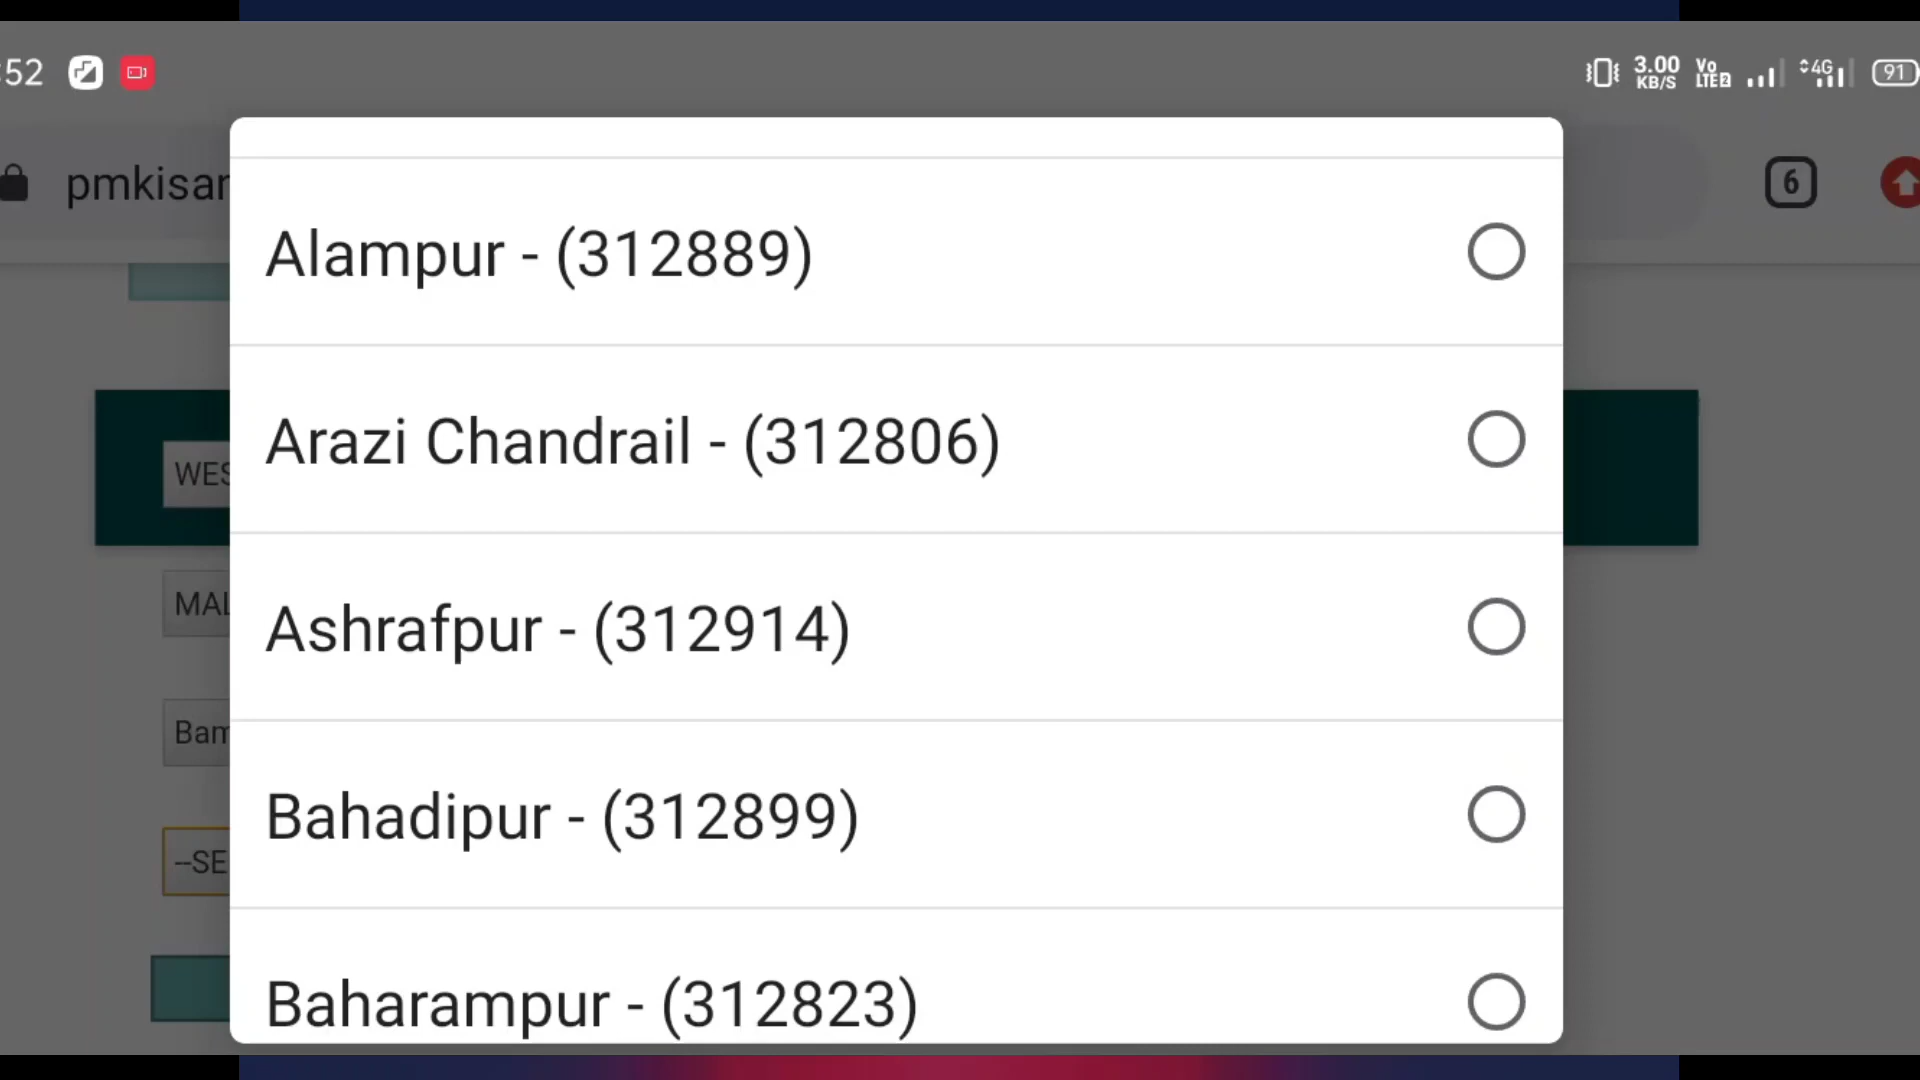 :52
3.00
KB/S
Vo
LTE2
4G
91
pmkisan
6
Alampur - (312889)
Arazi Chandrail - (312806)
WES
Ashrafpur - (312914)
MAL
Bahadipur - (312899)
Bam
--SE
Baharampur - (312823)